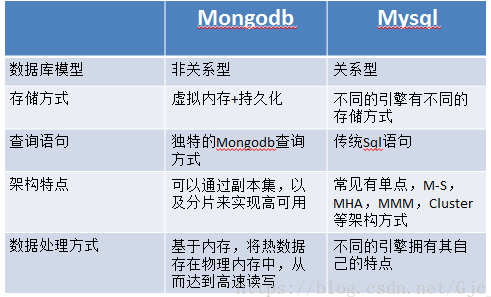 Mongodb Mysql
数据库模型 非关系型 关系型
存储方式 虚拟内存+持久化 不同的引擎有不同的
存储方式
查询语句 独特的Mongodb查询 传统Sql语句
方式
架构特点 可以通过副本集，以 常见有单点，M-S，
及分片来实现高可用 MHA，MMM，Cluster
等架构方式
数据处理方式 基于内存，将热数据 不同的引擎拥有其自
存在物理内存中，从 己的特点
而达到高速读写
https://blog.csdn.net/Gjc